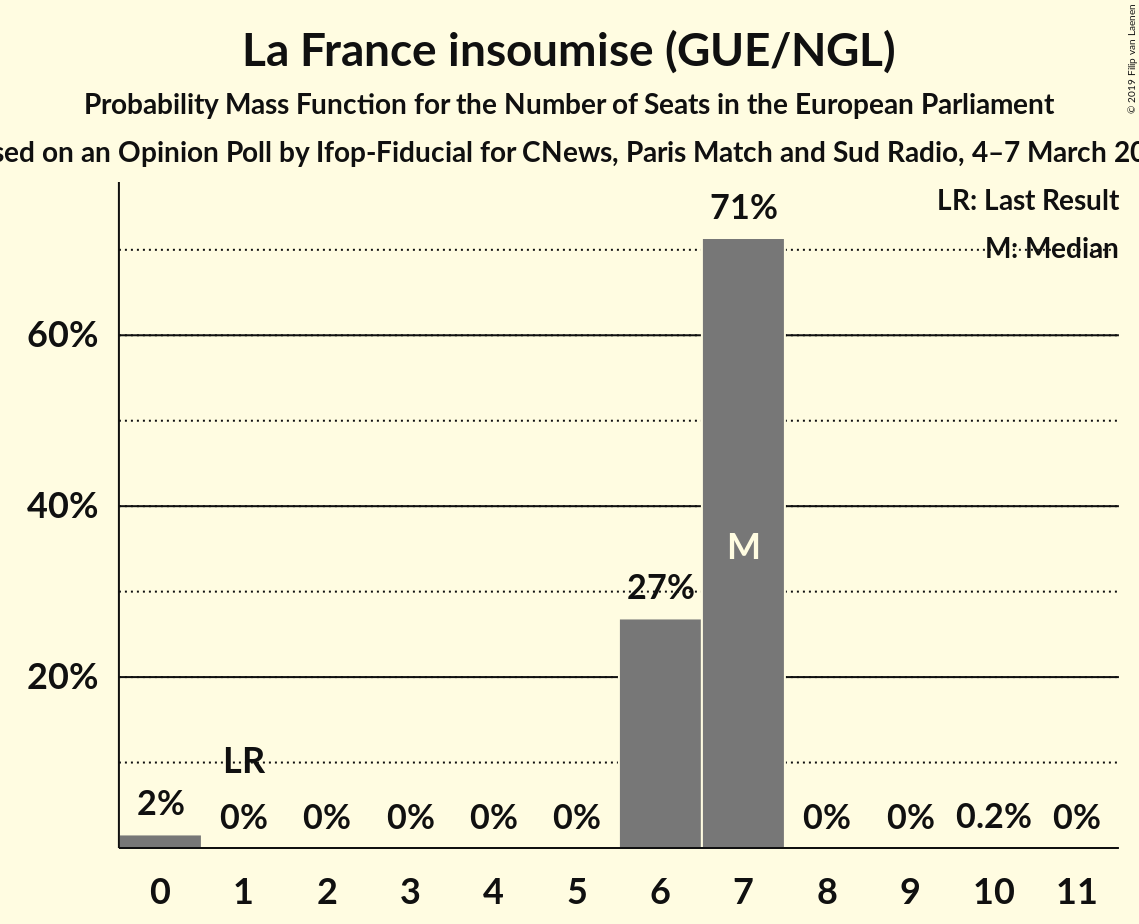 La France insoumise (GUE/NGL)
Probability Mass Function for the Number of Seats in the European Parliament
on an Opinion Poll by Ifop-Fiducial for CNews, Paris Match and Sud Radio, 4–7 March
© 2019 Filip van Laenen
LR: Last Result
M: Median
71%
60%
40%
M
27%
20%
LR
2%
0% 0% 0% 0% 0% 0% 0% 0.2% 0%
0 1 2 3 4 5 6 7 8 9 10 11